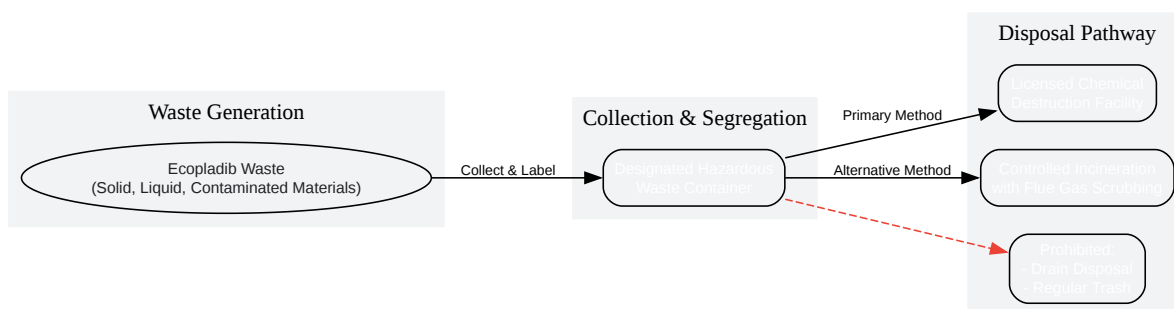 Waste Generation
Ecopladib Waste
(Solid, Liquid, Contaminated Materials)
Collect & Label
Collection & Segregation
Designated Hazardous
Waste Container
Primary Method
Alternative Method
Disposal Pathway
Licensed Chemical
Destruction Facility
Controlled Incineration
with Flue Gas Scrubbing
Prohibited:
- Drain Disposal
- Regular Trash